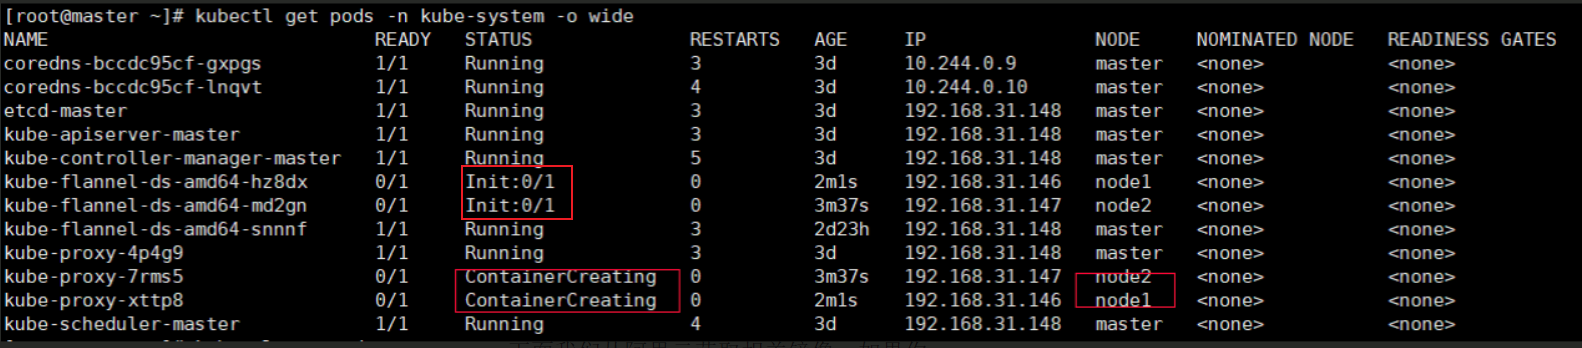 [root@master ~]# kubectl get pods -n kube-system -o wide
NAME READY STATUS RESTARTS AGE IP NODE NOMINATED NODE READINESS GATES
coredns-bccdc95cf-gxpgs 1/1 Running 3 3d 10.244.0.9 master <none> <none>
coredns-bccdc95cf-lnqvt 1/1 Running 4 3d 10.244.0.10 master <none> <none>
etcd-master 1/1 Running 3 3d 192.168.31.148 master <none> <none>
kube-apiserver-master 1/1 Running 3 3d 192.168.31.148 master <none> <none>
kube-controller-manager-master 1/1 Running 5 3d 192.168.31.148 master <none> <none>
kube-flannel-ds-amd64-hz8dx 0/1 Init:0/1 0 2m1s 192.168.31.146 node1 <none> <none>
kube-flannel-ds-amd64-md2gn 0/1 Init:0/1 0 3m37s 192.168.31.147 node2 <none> <none>
kube-flannel-ds-amd64-snnnf 1/1 Running 3 2d23h 192.168.31.148 master <none> <none>
kube-proxy-4p4g9 1/1 Running 3 3d 192.168.31.148 master <none> <none>
kube-proxy-7rms5 0/1 ContainerCreating 0 3m37s 192.168.31.147 node2 <none> <none>
kube-proxy-xttp8 0/1 ContainerCreating 0 2m1s 192.168.31.146 node1 <none> <none>
kube-scheduler-master 1/1 Running 4 3d 192.168.31.148 master <none> <none>